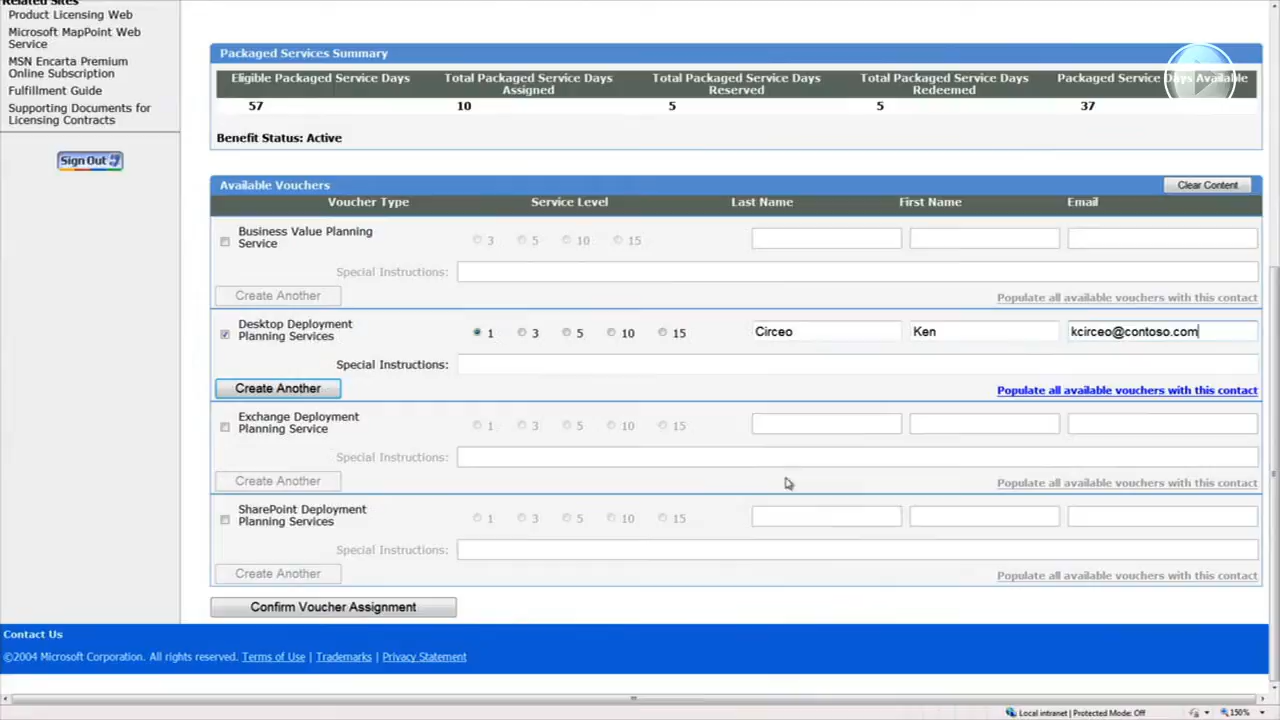 Related Sites
Product Licensing Web
Microsoft MapPoint Web
Service
MSN Encarta Premium
Online Subscription
Fulfillment Guide
Supporting Documents for
Licensing Contracts
Sign Out
Packaged Services Summary
Eligible Packaged Service Days
Total Packaged Service Days
Assigned
Total Packaged Service Days
Reserved
Total Packaged Service Days
Redeemed
Packaged Service Days Available
57 10 5 5 37
Benefit Status: Active
Available Vouchers Clear Content
Voucher Type Service Level Last Name First Name Email
Business Value Planning
Service
3 5 10 15
Special Instructions:
Create Another Populate all available vouchers with this contact
Desktop Deployment
Planning Services
1 3 5 10 15 Circeo Ken kcirceo@contoso.com
Special Instructions:
Create Another Populate all available vouchers with this contact
Exchange Deployment
Planning Service
1 3 5 10 15
Special Instructions:
Create Another Populate all available vouchers with this contact
SharePoint Deployment
Planning Services
1 3 5 10 15
Special Instructions:
Create Another Populate all available vouchers with this contact
Confirm Voucher Assignment
Contact Us
©2004 Microsoft Corporation. All rights reserved. Terms of Use | Trademarks | Privacy Statement
Local intranet | Protected Mode: Off 150%